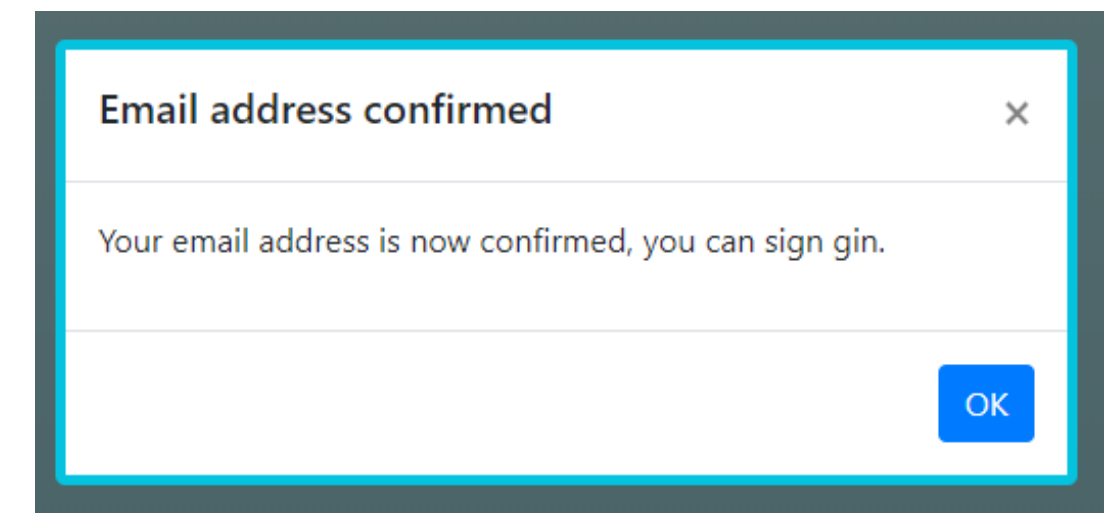 Email address confirmed
×
Your email address is now confirmed, you can sign gin.
OK